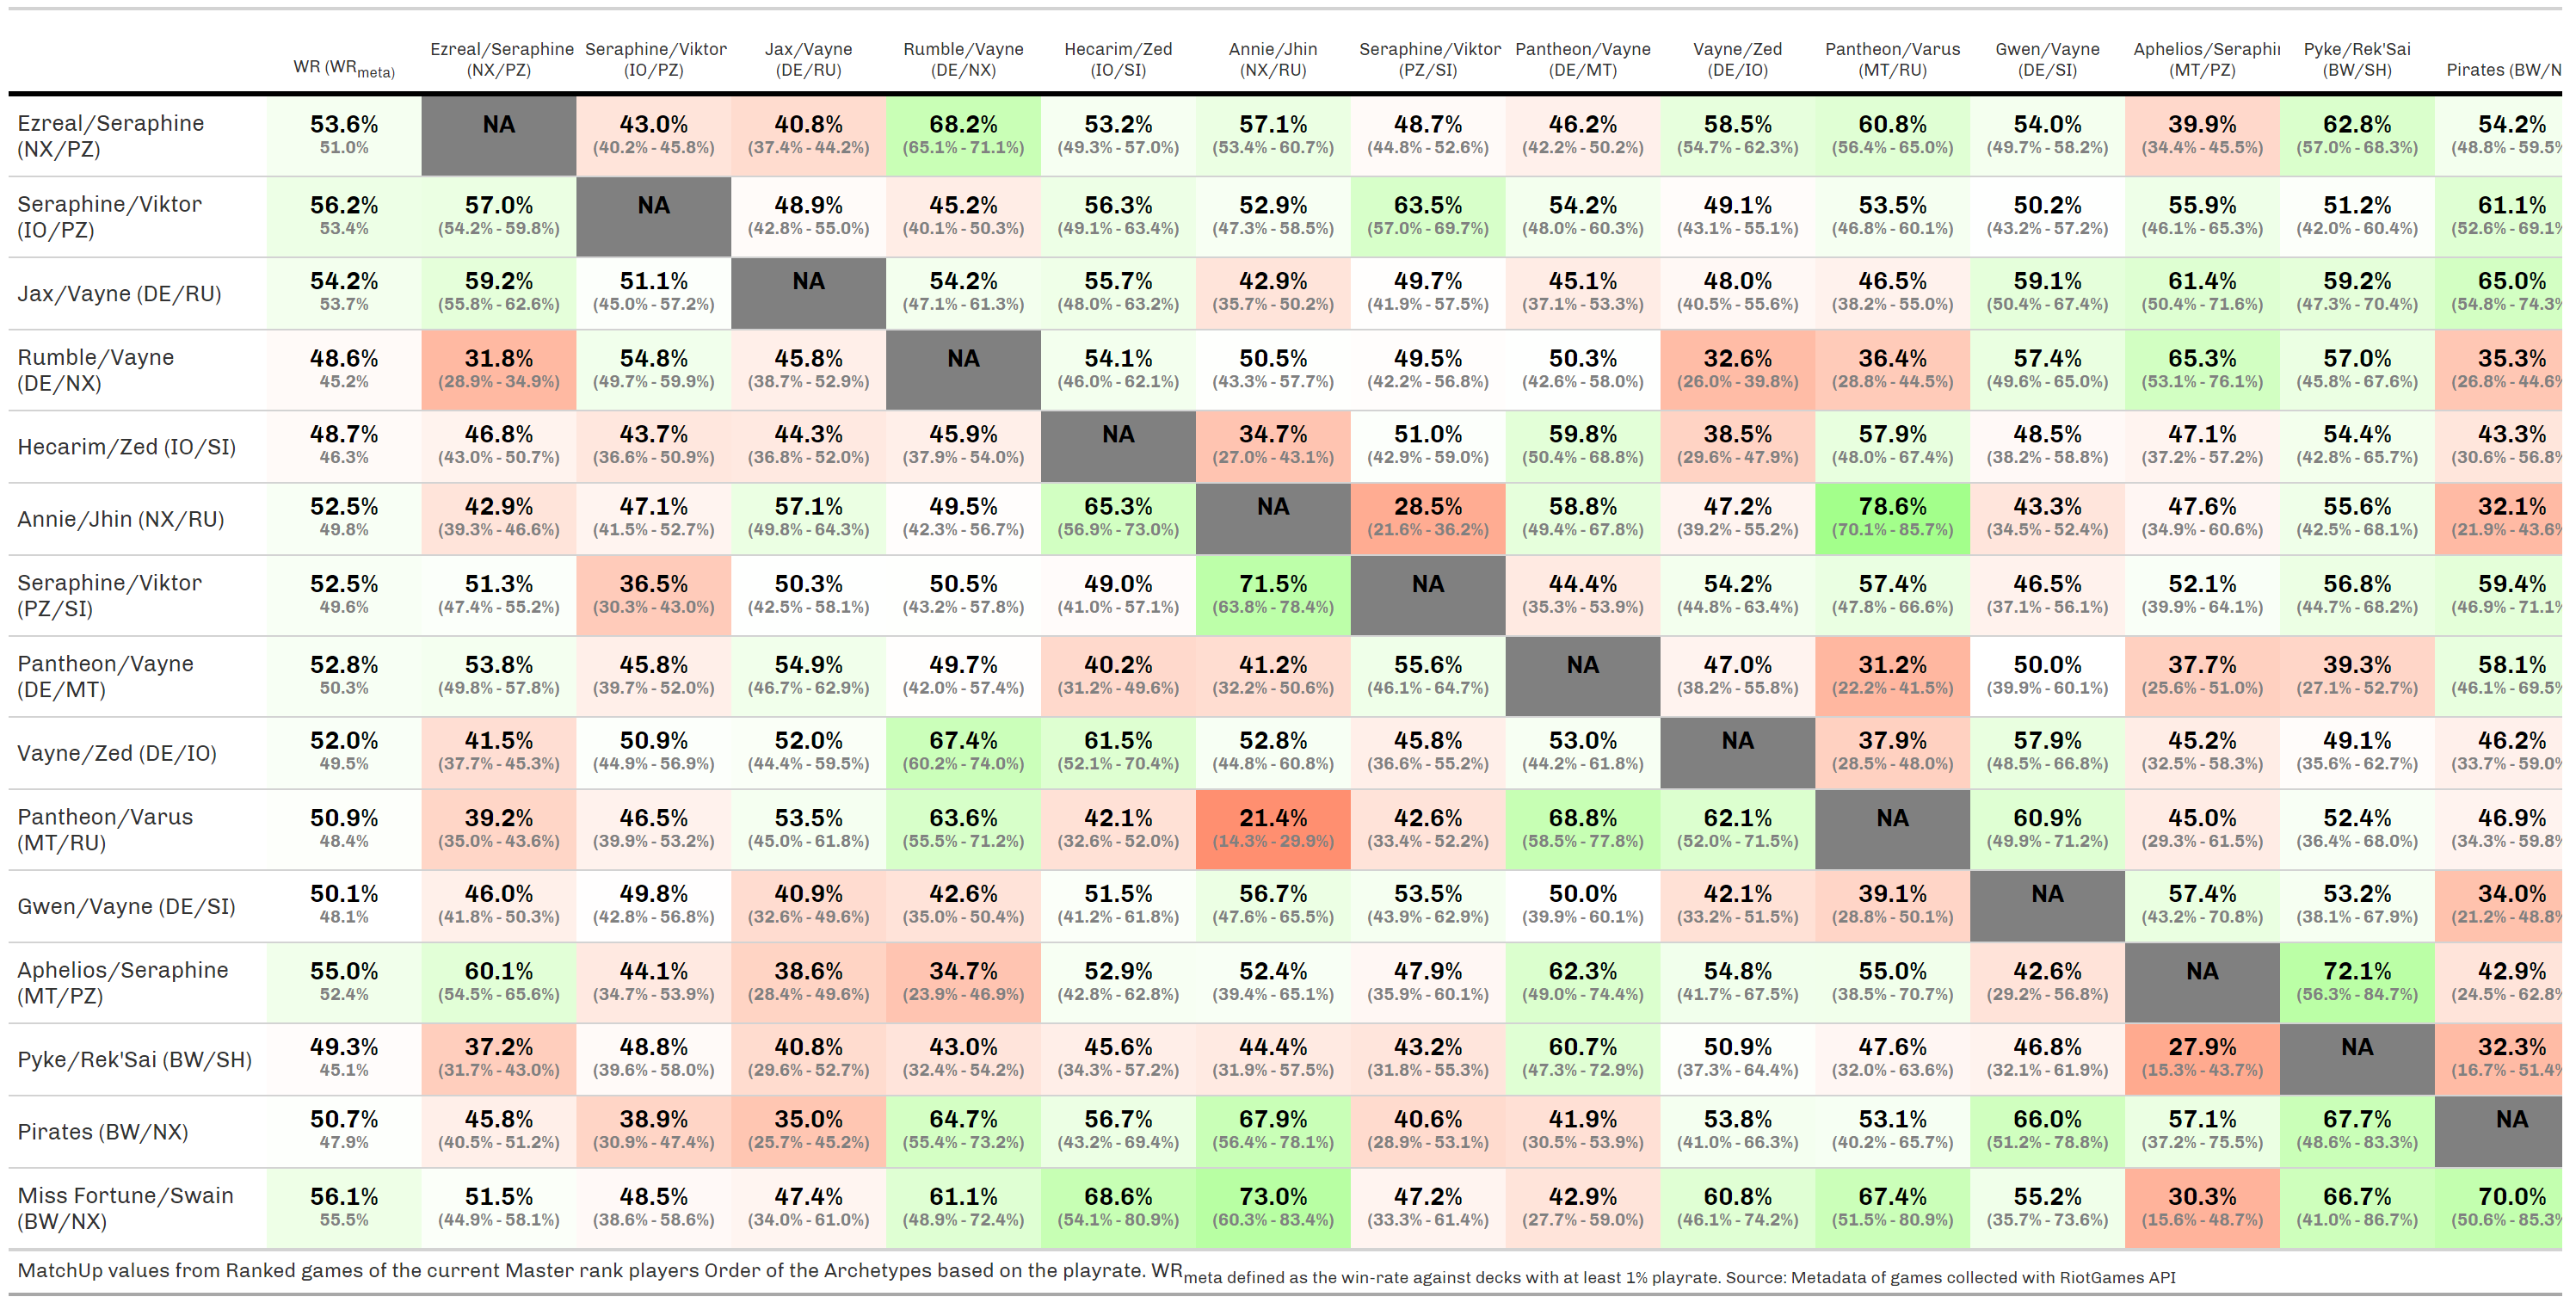 WR (WRmeta) Ezreal/Seraphine (NX/PZ) Seraphine/Viktor (IO/PZ) Jax/Vayne (DE/RU) Rumble/Vayne (DE/NX) Hecarim/Zed (IO/SI) Annie/Jhin (NX/RU) Seraphine/Viktor (PZ/SI) Pantheon/Vayne (DE/MT) Vayne/Zed (DE/IO) Pantheon/Varus (MT/RU) Gwen/Vayne (DE/SI) Aphelios/Seraphi (MT/PZ) Pyke/Rek'Sai (BW/SH) Pirates (BW/N
Ezreal/Seraphine (NX/PZ) 53.6% NA 43.0% 40.8% 68.2% 53.2% 57.1% 48.7% 46.2% 58.5% 60.8% 54.0% 39.9% 62.8% 54.2%
51.0% (40.2% - 45.8%) (37.4% - 44.2%) (65.1% - 71.1%) (49.3% - 57.0%) (53.4% - 60.7%) (44.8% - 52.6%) (42.2% - 50.2%) (54.7% - 62.3%) (56.4% - 65.0%) (49.7% - 58.2%) (34.4% - 45.5%) (57.0% - 68.3%) (48.8% - 59.5%
Seraphine/Viktor (IO/PZ) 56.2% 57.0% NA 48.9% 45.2% 56.3% 52.9% 63.5% 54.2% 49.1% 53.5% 50.2% 55.9% 51.2% 61.1%
53.4% (54.2% - 59.8%) (42.8% - 55.0%) (40.1% - 50.3%) (49.1% - 63.4%) (47.3% - 58.5%) (57.0% - 69.7%) (48.0% - 60.3%) (43.1% - 55.1%) (46.8% - 60.1%) (43.2% - 57.2%) (46.1% - 65.3%) (42.0% - 60.4%) (52.6% - 69.1%
Jax/Vayne (DE/RU) 54.2% 59.2% 51.1% NA 54.2% 55.7% 42.9% 49.7% 45.1% 48.0% 46.5% 59.1% 61.4% 59.2% 65.0%
53.7% (55.8% - 62.6%) (45.0% - 57.2%) (47.1% - 61.3%) (48.0% - 63.2%) (35.7% - 50.2%) (41.9% - 57.5%) (37.1% - 53.3%) (40.5% - 55.6%) (38.2% - 55.0%) (50.4% - 67.4%) (50.4% - 71.6%) (47.3% - 70.4%) (54.8% - 74.3%
Rumble/Vayne (DE/NX) 48.6% 31.8% 54.8% 45.8% NA 54.1% 50.5% 49.5% 50.3% 32.6% 36.4% 57.4% 65.3% 57.0% 35.3%
45.2% (28.9% - 34.9%) (49.7% - 59.9%) (38.7% - 52.9%) (46.0% - 62.1%) (43.3% - 57.7%) (42.2% - 56.8%) (42.6% - 58.0%) (26.0% - 39.8%) (28.8% - 44.5%) (49.6% - 65.0%) (53.1% - 76.1%) (45.8% - 67.6%) (26.8% - 44.6%
Hecarim/Zed (IO/SI) 48.7% 46.8% 43.7% 44.3% 45.9% NA 34.7% 51.0% 59.8% 38.5% 57.9% 48.5% 47.1% 54.4% 43.3%
46.3% (43.0% - 50.7%) (36.6% - 50.9%) (36.8% - 52.0%) (37.9% - 54.0%) (27.0% - 43.1%) (42.9% - 59.0%) (50.4% - 68.8%) (29.6% - 47.9%) (48.0% - 67.4%) (38.2% - 58.8%) (37.2% - 57.2%) (42.8% - 65.7%) (30.6% - 56.8%
Annie/Jhin (NX/RU) 52.5% 42.9% 47.1% 57.1% 49.5% 65.3% NA 28.5% 58.8% 47.2% 78.6% 43.3% 47.6% 55.6% 32.1%
49.8% (39.3% - 46.6%) (41.5% - 52.7%) (49.8% - 64.3%) (42.3% - 56.7%) (56.9% - 73.0%) (21.6% - 36.2%) (49.4% - 67.8%) (39.2% - 55.2%) (70.1% - 85.7%) (34.5% - 52.4%) (34.9% - 60.6%) (42.5% - 68.1%) (21.9% - 43.6%
Seraphine/Viktor (PZ/SI) 52.5% 51.3% 36.5% 50.3% 50.5% 49.0% 71.5% NA 44.4% 54.2% 57.4% 46.5% 52.1% 56.8% 59.4%
49.6% (47.4% - 55.2%) (30.3% - 43.0%) (42.5% - 58.1%) (43.2% - 57.8%) (41.0% - 57.1%) (63.8% - 78.4%) (35.3% - 53.9%) (44.8% - 63.4%) (47.8% - 66.6%) (37.1% - 56.1%) (39.9% - 64.1%) (44.7% - 68.2%) (46.9% - 71.1%
Pantheon/Vayne (DE/MT) 52.8% 53.8% 45.8% 54.9% 49.7% 40.2% 41.2% 55.6% NA 47.0% 31.2% 50.0% 37.7% 39.3% 58.1%
50.3% (49.8% - 57.8%) (39.7% - 52.0%) (46.7% - 62.9%) (42.0% - 57.4%) (31.2% - 49.6%) (32.2% - 50.6%) (46.1% - 64.7%) (38.2% - 55.8%) (22.2% - 41.5%) (39.9% - 60.1%) (25.6% - 51.0%) (27.1% - 52.7%) (46.1% - 69.5%
Vayne/Zed (DE/IO) 52.0% 41.5% 50.9% 52.0% 67.4% 61.5% 52.8% 45.8% 53.0% NA 37.9% 57.9% 45.2% 49.1% 46.2%
49.5% (37.7% - 45.3%) (44.9% - 56.9%) (44.4% - 59.5%) (60.2% - 74.0%) (52.1% - 70.4%) (44.8% - 60.8%) (36.6% - 55.2%) (44.2% - 61.8%) (28.5% - 48.0%) (48.5% - 66.8%) (32.5% - 58.3%) (35.6% - 62.7%) (33.7% - 59.0%
Pantheon/Varus (MT/RU) 50.9% 39.2% 46.5% 53.5% 63.6% 42.1% 21.4% 42.6% 68.8% 62.1% NA 60.9% 45.0% 52.4% 46.9%
48.4% (35.0% - 43.6%) (39.9% - 53.2%) (45.0% - 61.8%) (55.5% - 71.2%) (32.6% - 52.0%) (14.3% - 29.9%) (33.4% - 52.2%) (58.5% - 77.8%) (52.0% - 71.5%) (49.9% - 71.2%) (29.3% - 61.5%) (36.4% - 68.0%) (34.3% - 59.8%
Gwen/Vayne (DE/SI) 50.1% 46.0% 49.8% 40.9% 42.6% 51.5% 56.7% 53.5% 50.0% 42.1% 39.1% NA 57.4% 53.2% 34.0%
48.1% (41.8% - 50.3%) (42.8% - 56.8%) (32.6% - 49.6%) (35.0% - 50.4%) (41.2% - 61.8%) (47.6% - 65.5%) (43.9% - 62.9%) (39.9% - 60.1%) (33.2% - 51.5%) (28.8% - 50.1%) (43.2% - 70.8%) (38.1% - 67.9%) (21.2% - 48.8%
Aphelios/Seraphine (MT/PZ) 55.0% 60.1% 44.1% 38.6% 34.7% 52.9% 52.4% 47.9% 62.3% 54.8% 55.0% 42.6% NA 72.1% 42.9%
52.4% (54.5% - 65.6%) (34.7% - 53.9%) (28.4% - 49.6%) (23.9% - 46.9%) (42.8% - 62.8%) (39.4% - 65.1%) (35.9% - 60.1%) (49.0% - 74.4%) (41.7% - 67.5%) (38.5% - 70.7%) (29.2% - 56.8%) (56.3% - 84.7%) (24.5% - 62.8%
Pyke/Rek'Sai (BW/SH) 49.3% 37.2% 48.8% 40.8% 43.0% 45.6% 44.4% 43.2% 60.7% 50.9% 47.6% 46.8% 27.9% NA 32.3%
45.1% (31.7% - 43.0%) (39.6% - 58.0%) (29.6% - 52.7%) (32.4% - 54.2%) (34.3% - 57.2%) (31.9% - 57.5%) (31.8% - 55.3%) (47.3% - 72.9%) (37.3% - 64.4%) (32.0% - 63.6%) (32.1% - 61.9%) (15.3% - 43.7%) (16.7% - 51.4%
Pirates (BW/NX) 50.7% 45.8% 38.9% 35.0% 64.7% 56.7% 67.9% 40.6% 41.9% 53.8% 53.1% 66.0% 57.1% 67.7% NA
47.9% (40.5% - 51.2%) (30.9% - 47.4%) (25.7% - 45.2%) (55.4% - 73.2%) (43.2% - 69.4%) (56.4% - 78.1%) (28.9% - 53.1%) (30.5% - 53.9%) (41.0% - 66.3%) (40.2% - 65.7%) (51.2% - 78.8%) (37.2% - 75.5%) (48.6% - 83.3%)
Miss Fortune/Swain (BW/NX) 56.1% 51.5% 48.5% 47.4% 61.1% 68.6% 73.0% 47.2% 42.9% 60.8% 67.4% 55.2% 30.3% 66.7% 70.0%
55.5% (44.9% - 58.1%) (38.6% - 58.6%) (34.0% - 61.0%) (48.9% - 72.4%) (54.1% - 80.9%) (60.3% - 83.4%) (33.3% - 61.4%) (27.7% - 59.0%) (46.1% - 74.2%) (51.5% - 80.9%) (35.7% - 73.6%) (15.6% - 48.7%) (41.0% - 86.7%) (50.6% - 85.3%
MatchUp values from Ranked games of the current Master rank players Order of the Archetypes based on the playrate. WRmeta defined as the win-rate against decks with at least 1% playrate. Source: Metadata of games collected with RiotGames API